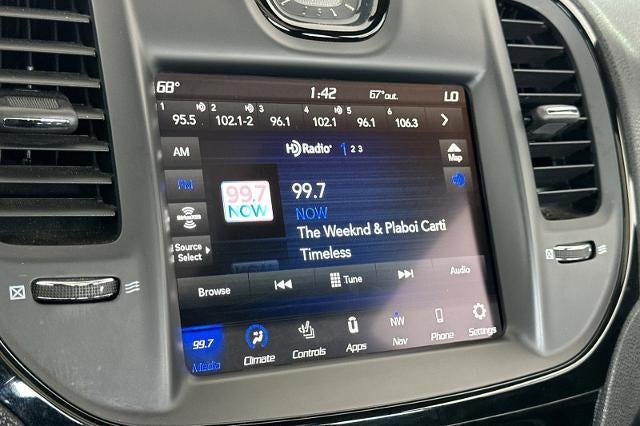 68° 1:42 67° out. LO
1 2 3 4 5 6
95.5 102.1-2 96.1 102.1 96.1 106.3
AM HD Radio 1 2 3 Map
FM
99.7 NOW
99.7
NOW
SiriusXM
The Weeknd & Plaboi Carti
Source Select
Timeless
Browse Tune Audio
99.7 NW
Media Climate Controls Apps Nav Phone Settings